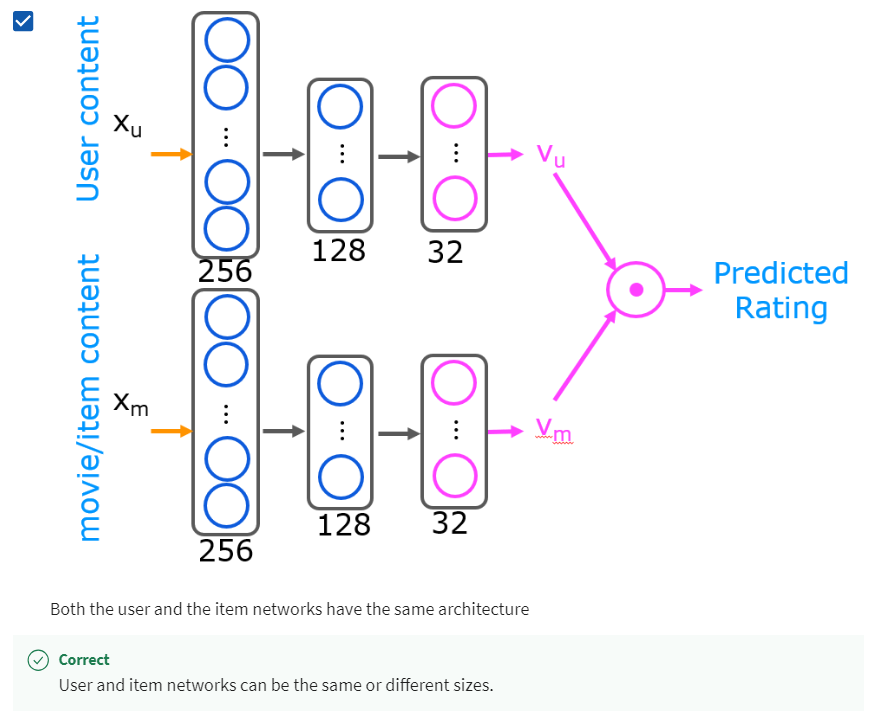 User content
x_u
256
128
32
v_u
Predicted
Rating
movie/item content
x_m
256
128
32
v_m
Both the user and the item networks have the same architecture
Correct
User and item networks can be the same or different sizes.